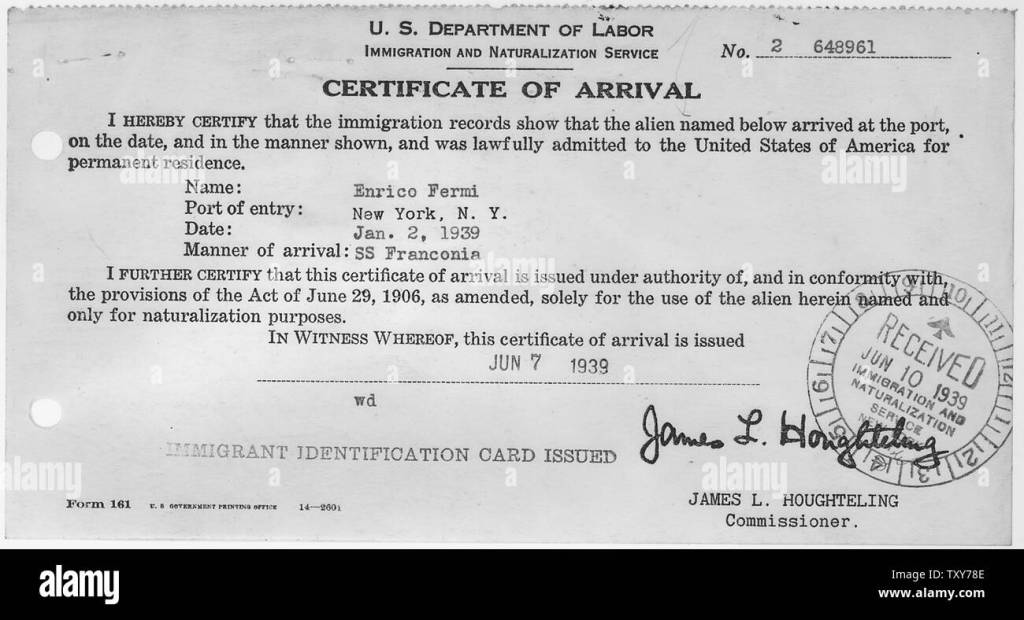 U. S. DEPARTMENT OF LABOR
IMMIGRATION AND NATURALIZATION SERVICE
No. 2 648961
CERTIFICATE OF ARRIVAL
I HEREBY CERTIFY that the immigration records show that the alien named below arrived at the port,
on the date, and in the manner shown, and was lawfully admitted to the United States of America for
permanent residence.
Name: Enrico Fermi
Port of entry: New York, N. Y.
Date: Jan. 2, 1939
Manner of arrival: SS Franconia
I FURTHER CERTIFY that this certificate of arrival is issued under authority of, and in conformity with,
the provisions of the Act of June 29, 1906, as amended, solely for the use of the alien herein named and
only for naturalization purposes.
IN WITNESS WHEREOF, this certificate of arrival is issued
JUN 7 1939
wd
RECEIVED
JUN 10 1939
IMMIGRATION AND
NATURALIZATION
SERVICE
James L. Houghteling
IMMIGRANT IDENTIFICATION CARD ISSUED
JAMES L. HOUGHTELING
Commissioner.
Form 161 U. S. GOVERNMENT PRINTING OFFICE 14—2601
alamy
Image ID: TXY78E
www.alamy.com